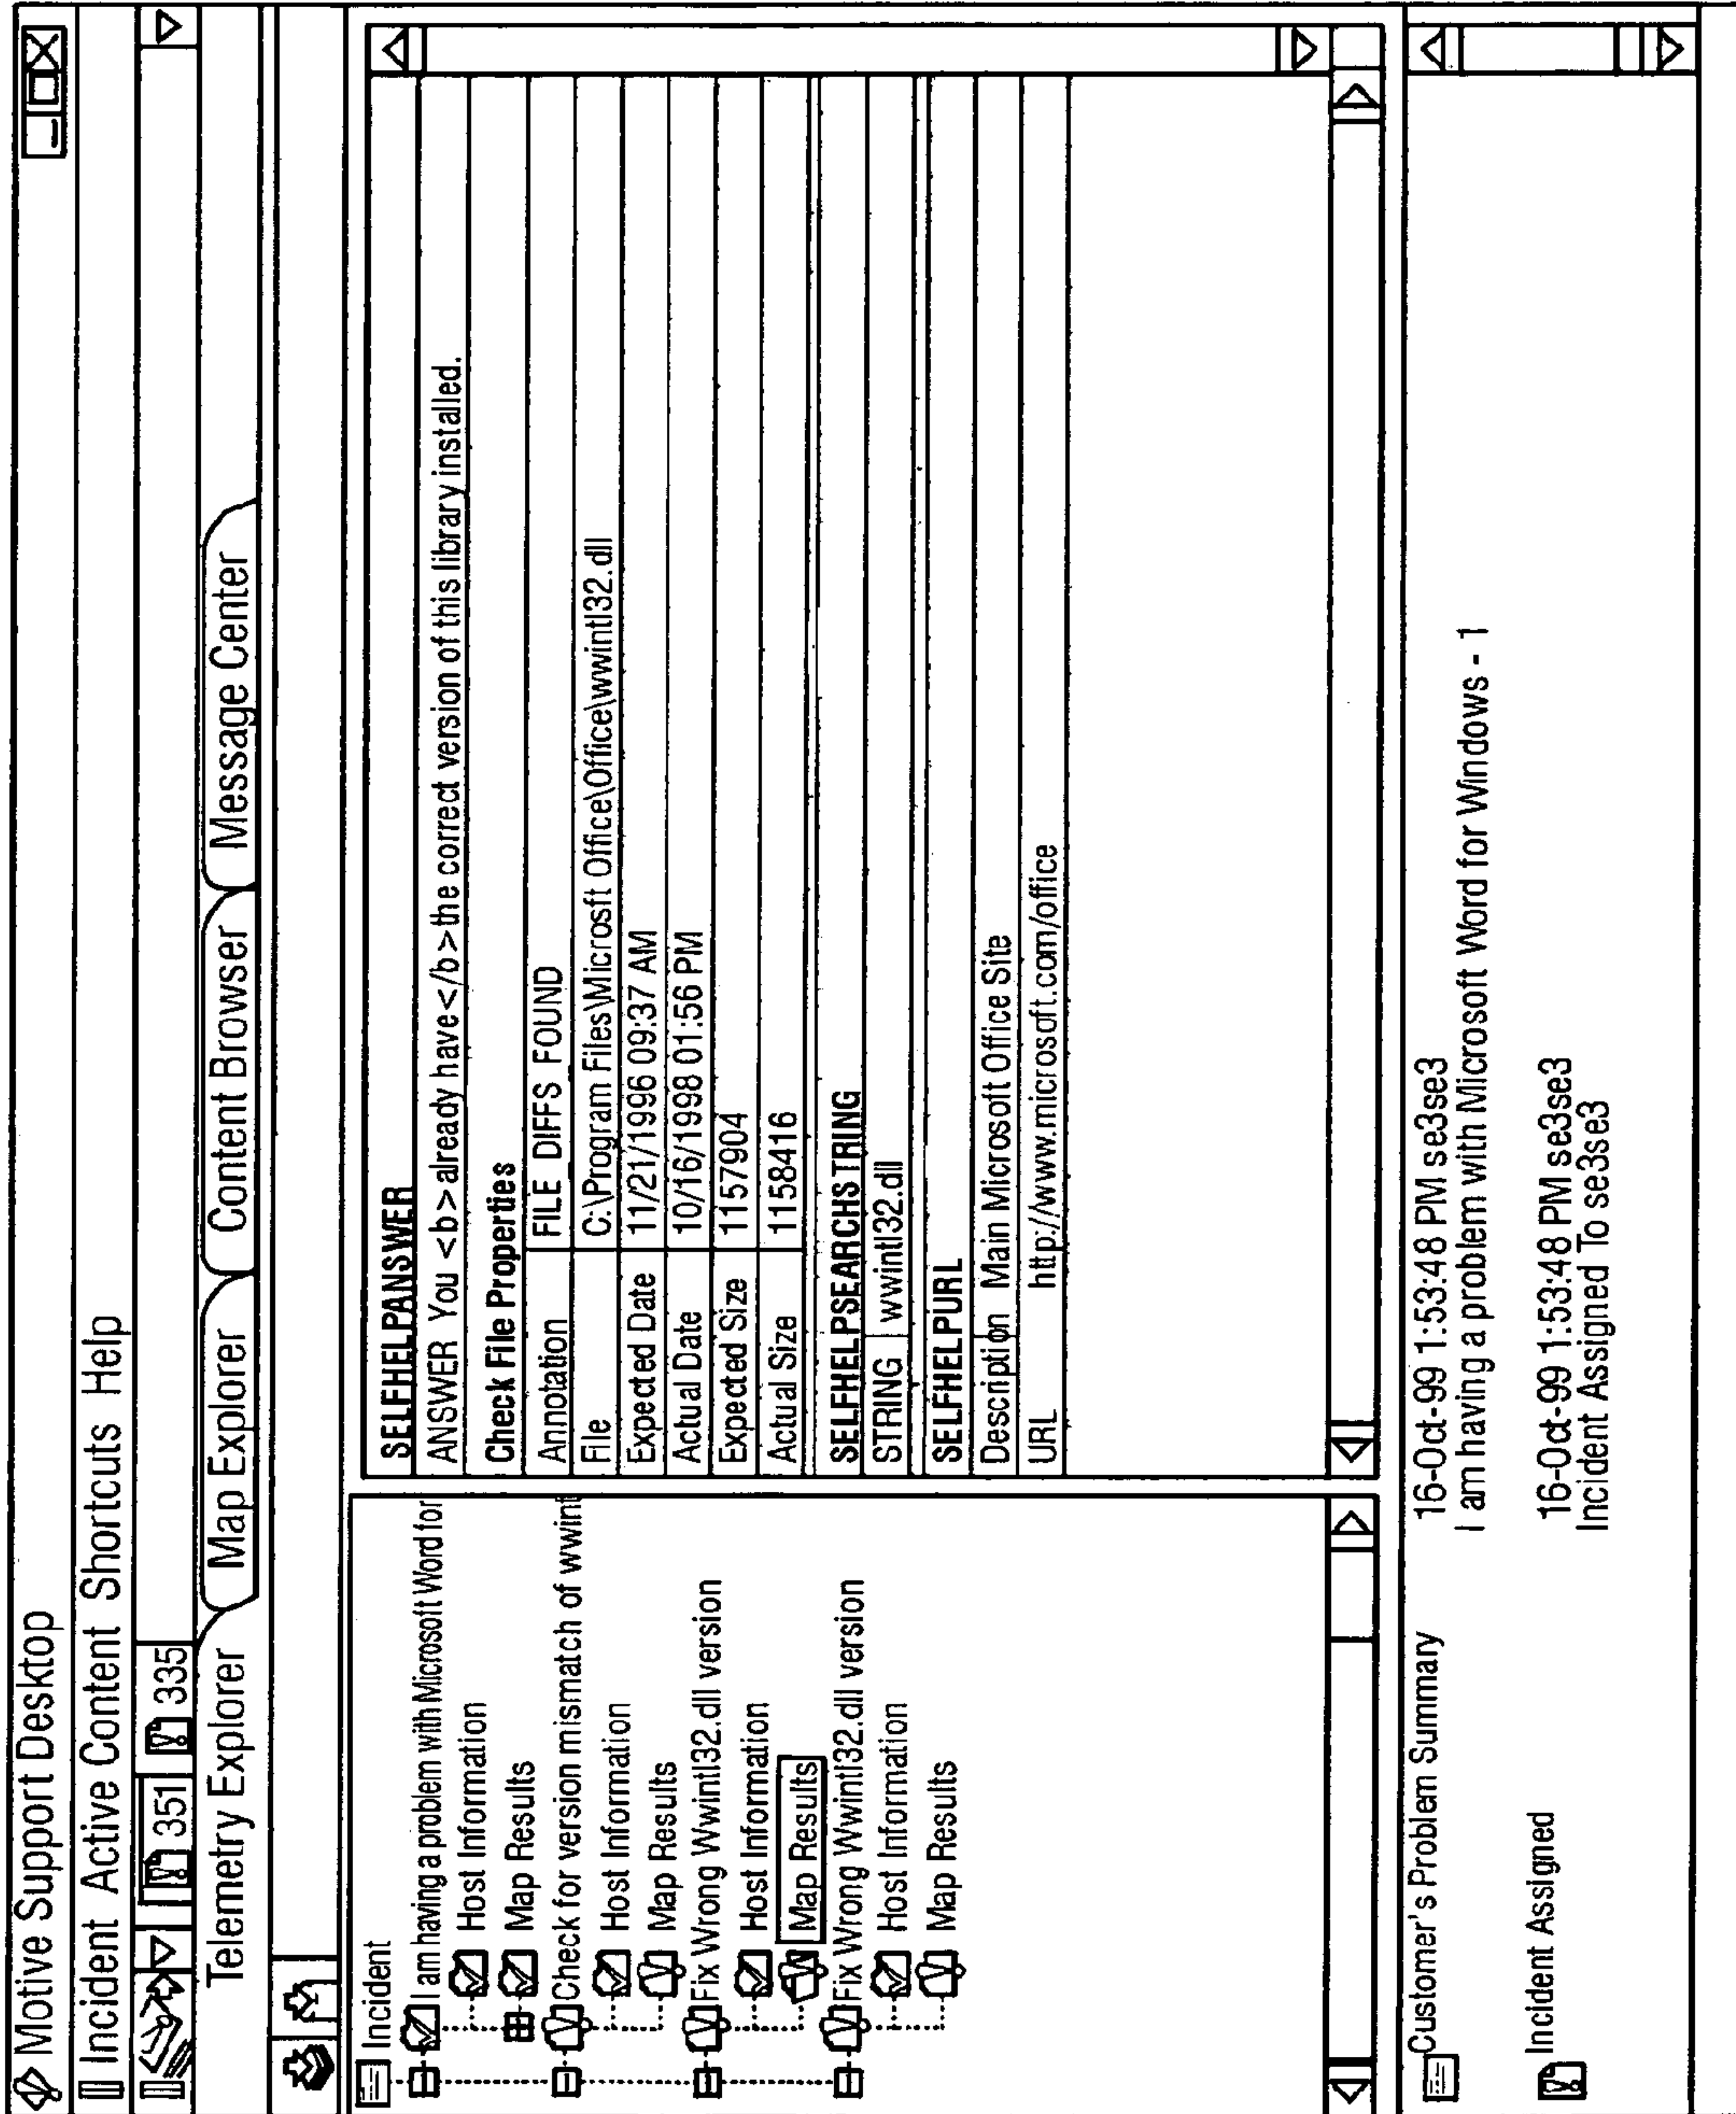 Motive Support Desktop
Incident Active Content Shortcuts Help
351 335
Telemetry Explorer Map Explorer Content Browser Message Center
Incident
I am having a problem with Microsoft Word for
Host Information
Map Results
Check for version mismatch of wwint
Host Information
Map Results
Fix Wrong Wwintl32.dll version
Host Information
Map Results
Fix Wrong Wwintl32.dll version
Host Information
Map Results
SELFHELPANSWER
ANSWER You <b>already have</b>the correct version of this library installed.
Check File Properties
Annotation FILE DIFFS FOUND
File C:\Program Files\Microsft Office\Office\wwintl32.dll
Expected Date 11/21/1996 09:37 AM
Actual Date 10/16/1998 01:56 PM
Expected Size 1157904
Actual Size 1158416
SELFHELPSEARCHSTRING
STRING wwintl32.dll
SELFHELPURL
Description Main Microsoft Office Site
URL http://www.microsoft.com/office
Customer's Problem Summary 16-Oct-99 1:53:48 PM se3se3
I am having a problem with Microsoft Word for Windows - 1
Incident Assigned 16-Oct-99 1:53:48 PM se3se3
Incident Assigned To se3se3